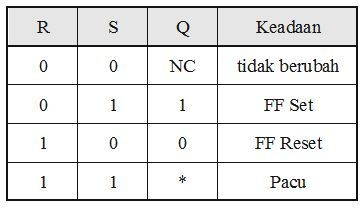 R S Q Keadaan
0 0 NC tidak berubah
0 1 1 FF Set
1 0 0 FF Reset
1 1 * Pacu